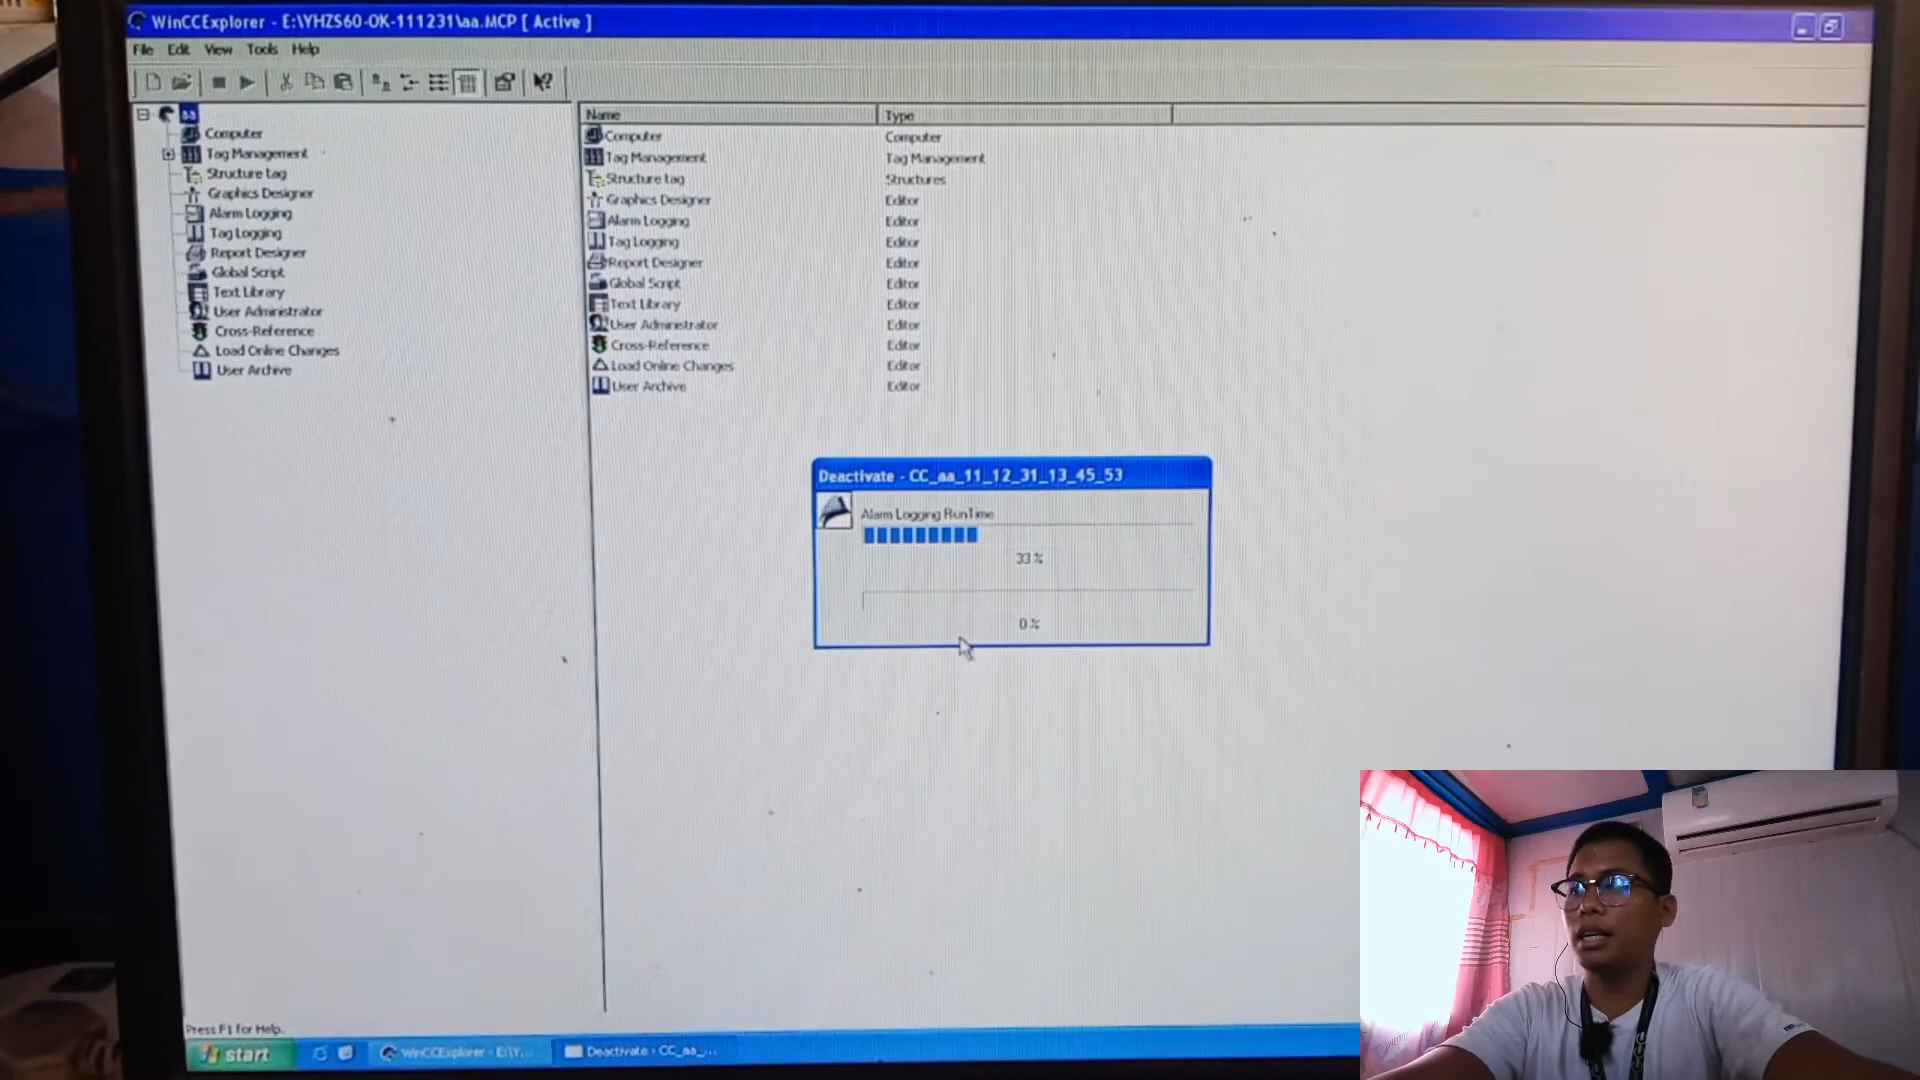 WinCCExplorer - E:\YHZS60-OK-111231\aa.MCP [ Active ]
File Edit View Tools Help
aa
Computer
Tag Management
Structure tag
Graphics Designer
Alarm Logging
Tag Logging
Report Designer
Global Script
Text Library
User Administrator
Cross-Reference
Load Online Changes
User Archive
Name Type
Computer Computer
Tag Management Tag Management
Structure tag Structures
Graphics Designer Editor
Alarm Logging Editor
Tag Logging Editor
Report Designer Editor
Global Script Editor
Text Library Editor
User Administrator Editor
Cross-Reference Editor
Load Online Changes Editor
User Archive Editor
Deactivate - CC_aa_11_12_31_13_45_53
Alarm Logging RunTime
33 %
0 %
Press F1 for Help.
start WinCCExplorer - E:\Y... Deactivate - CC_aa_...